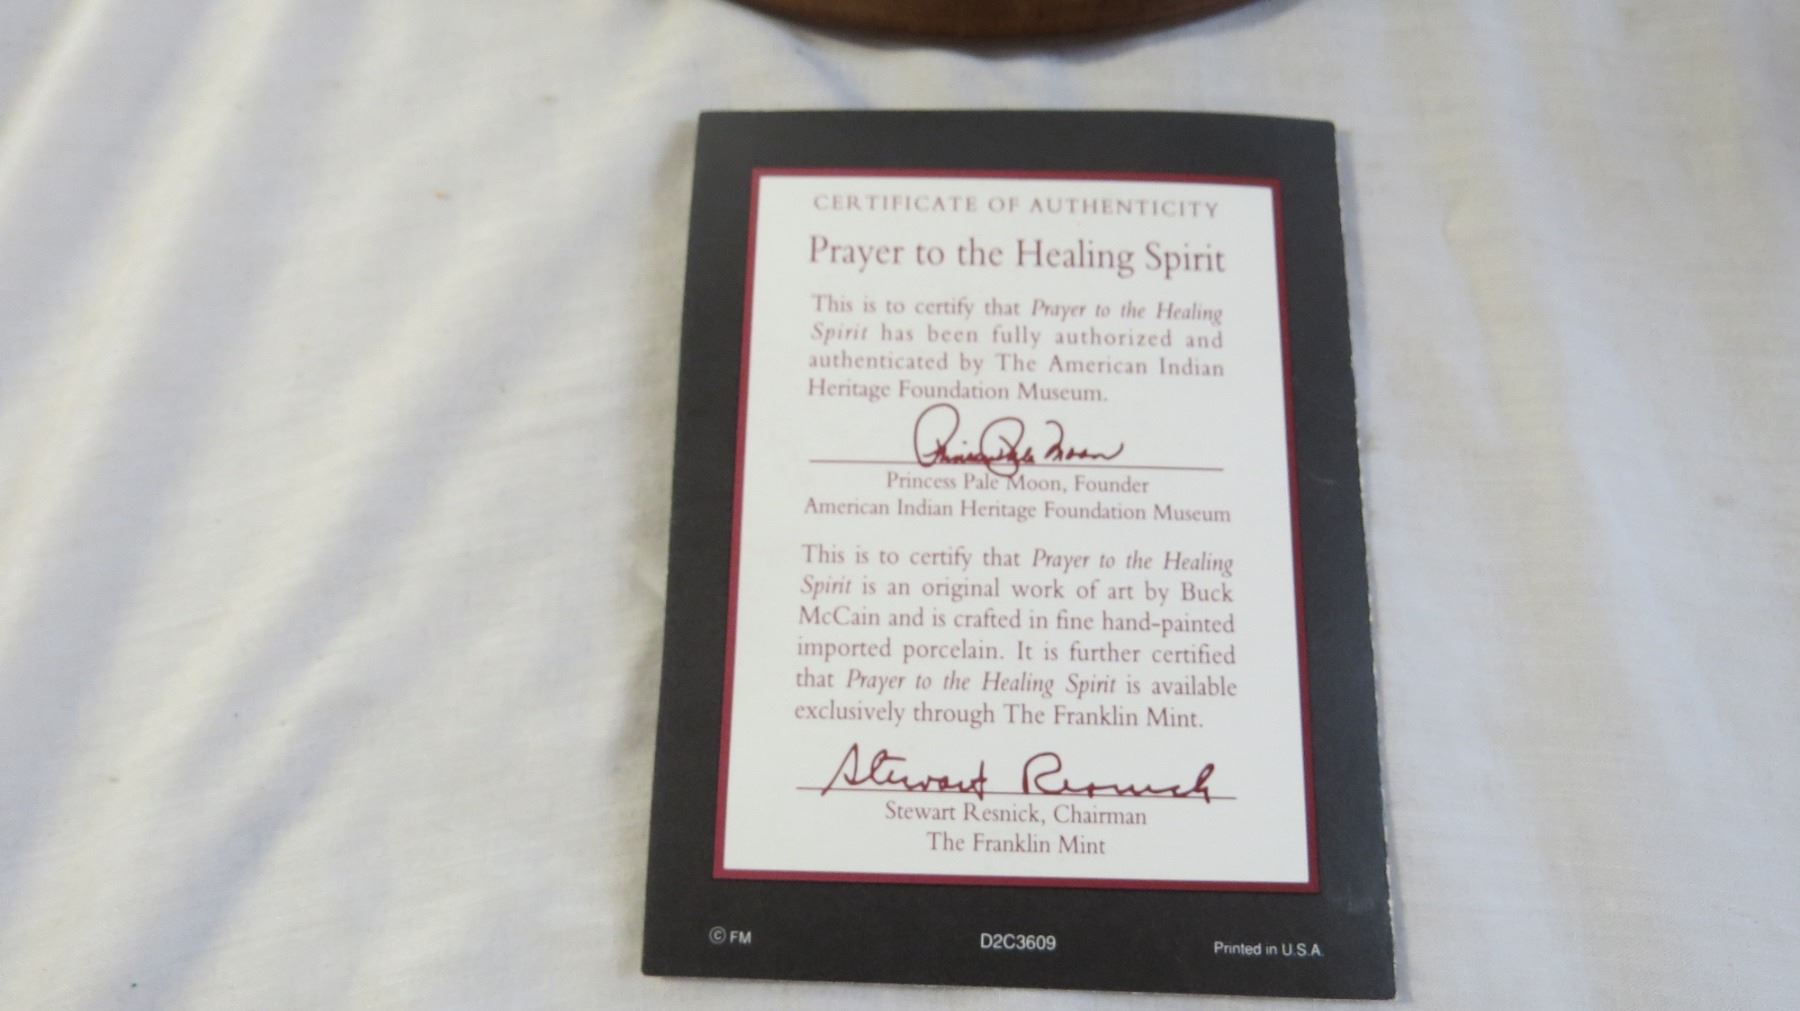 CERTIFICATE OF AUTHENTICITY
Prayer to the Healing Spirit
This is to certify that Prayer to the Healing
Spirit has been fully authorized and
authenticated by The American Indian
Heritage Foundation Museum.
Princess Pale Moon
Princess Pale Moon, Founder
American Indian Heritage Foundation Museum
This is to certify that Prayer to the Healing
Spirit is an original work of art by Buck
McCain and is crafted in fine hand-painted
imported porcelain. It is further certified
that Prayer to the Healing Spirit is available
exclusively through The Franklin Mint.
Stewart Resnick
Stewart Resnick, Chairman
The Franklin Mint
© FM D2C3609 Printed in U.S.A.